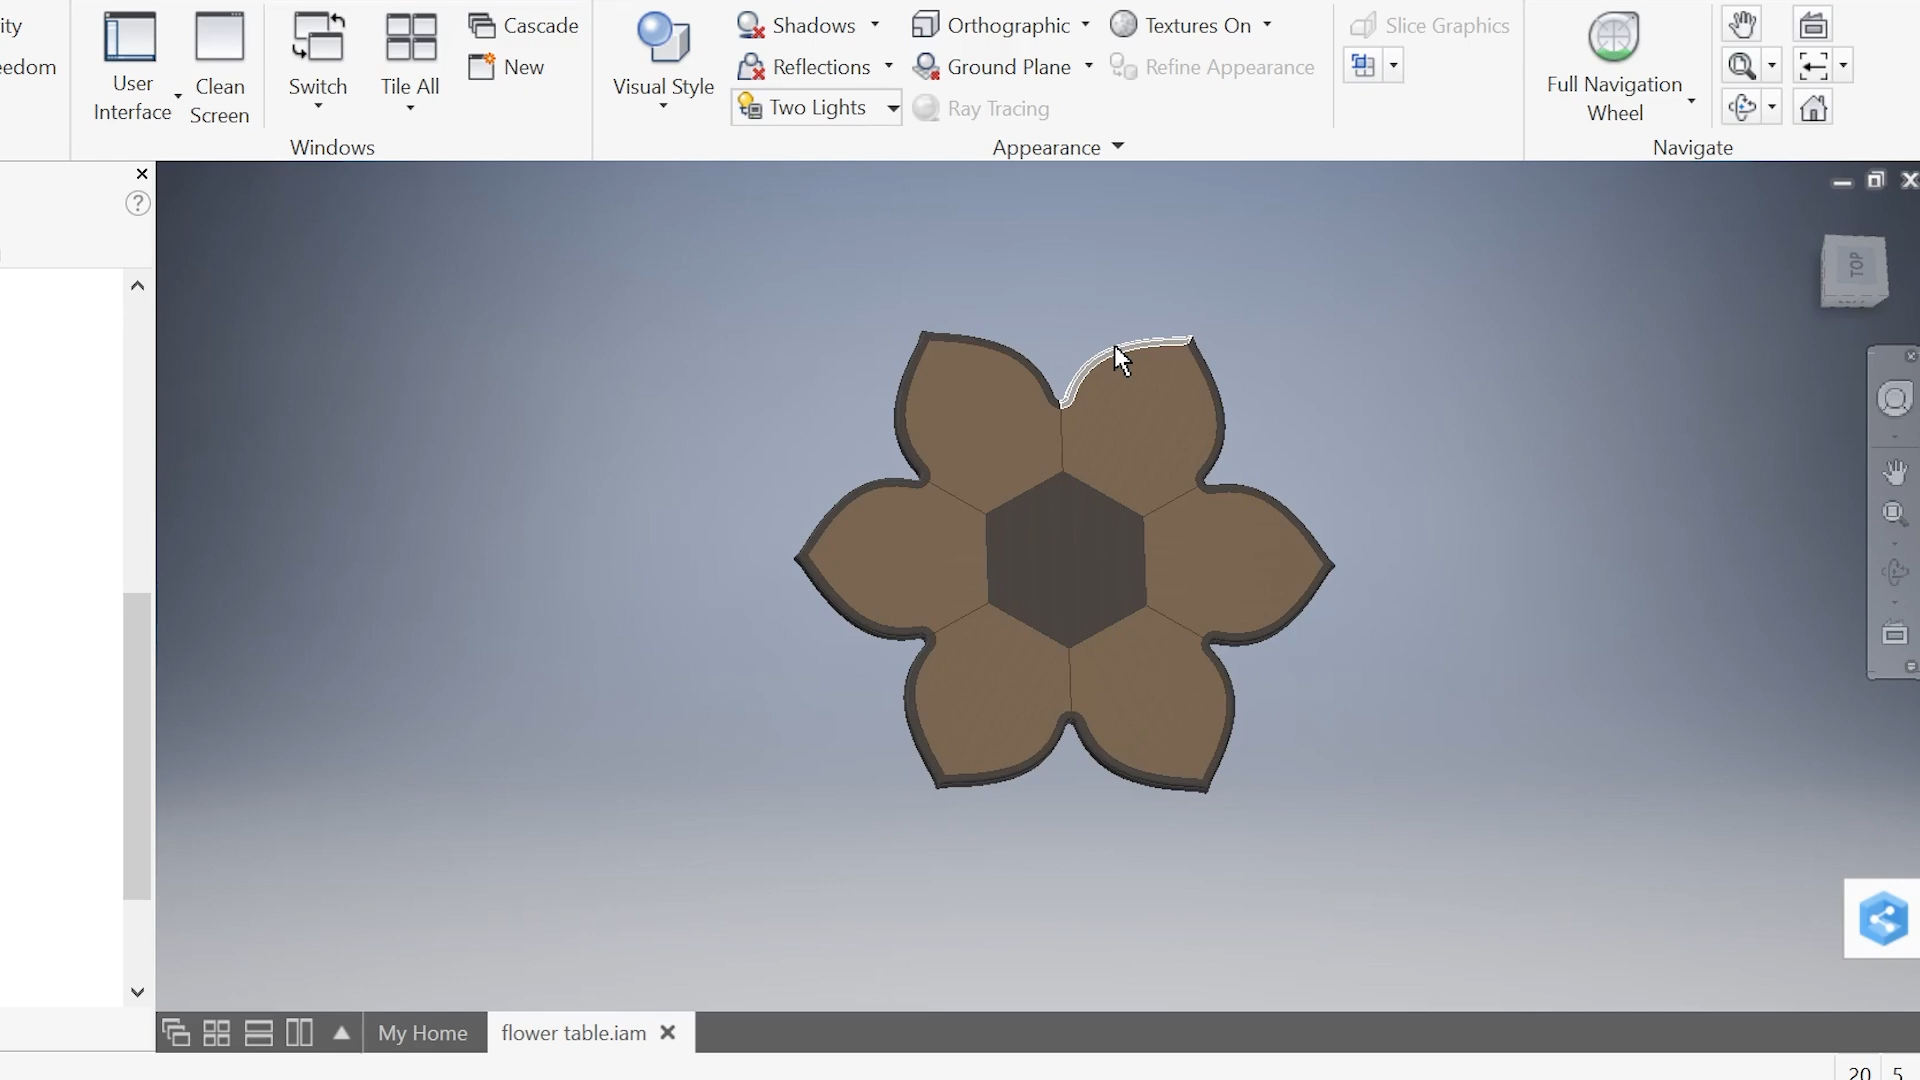 ity
eedom
User
Interface
Clean
Screen
Switch
Tile All
Cascade
New
Windows
Visual Style
Shadows
Reflections
Two Lights
Orthographic
Ground Plane
Ray Tracing
Textures On
Refine Appearance
Appearance
Slice Graphics
Full Navigation
Wheel
Navigate
TOP
My Home
flower table.iam
20
5